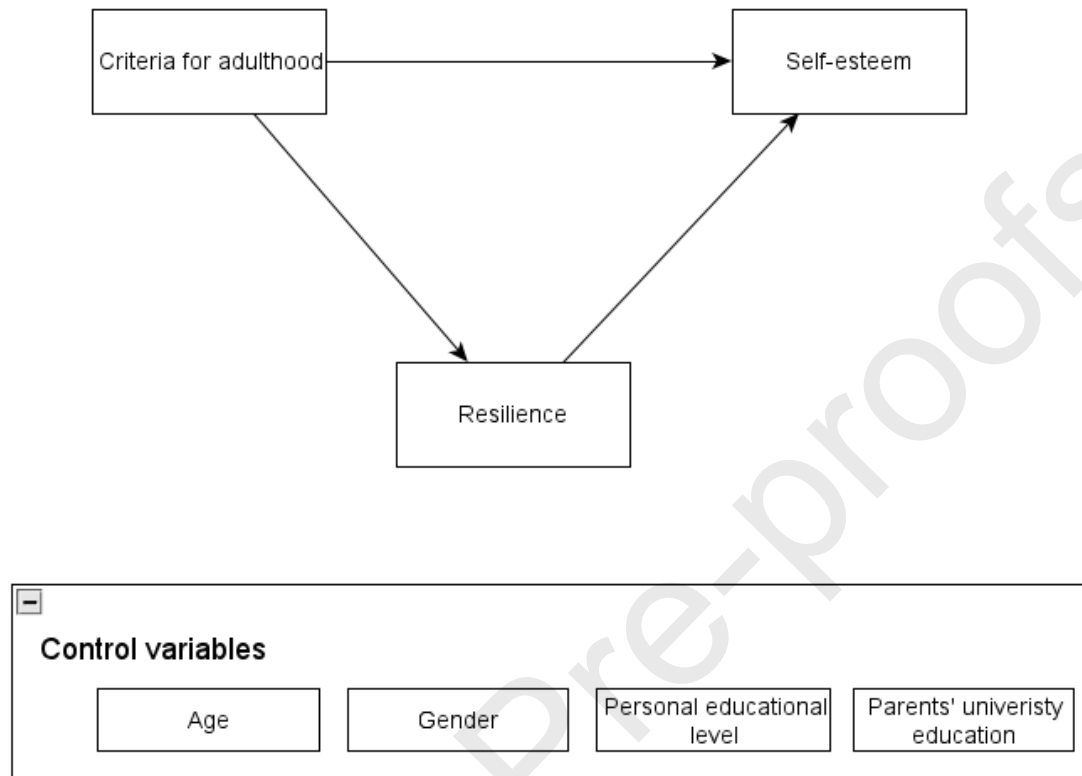 Criteria for adulthood
Self-esteem
Resilience
Pre-proofs
Control variables
Age
Gender
Personal educational
level
Parents' univeristy
education